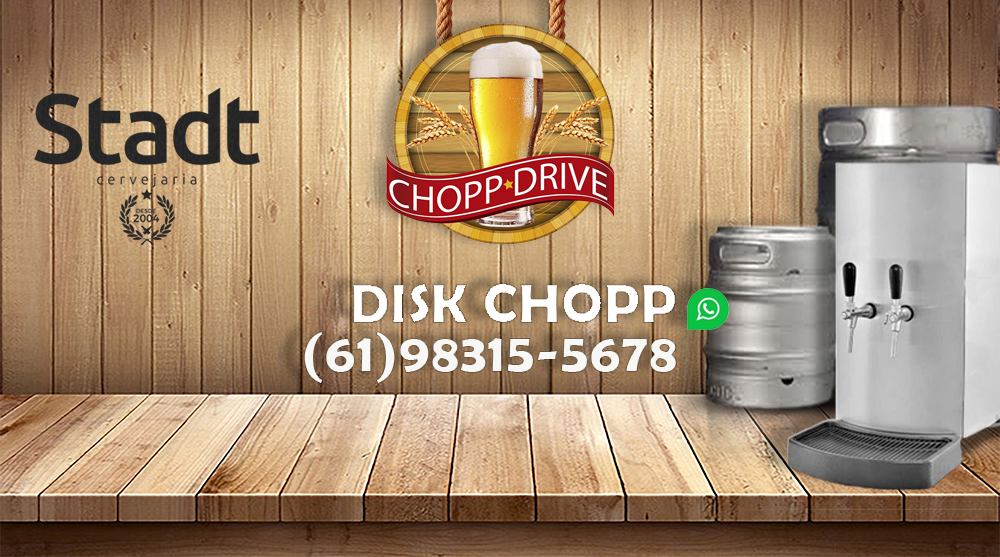 Stadt
cervejaria
DESDE
2004
CHOPP★DRIVE
DISK CHOPP
(61)98315-5678